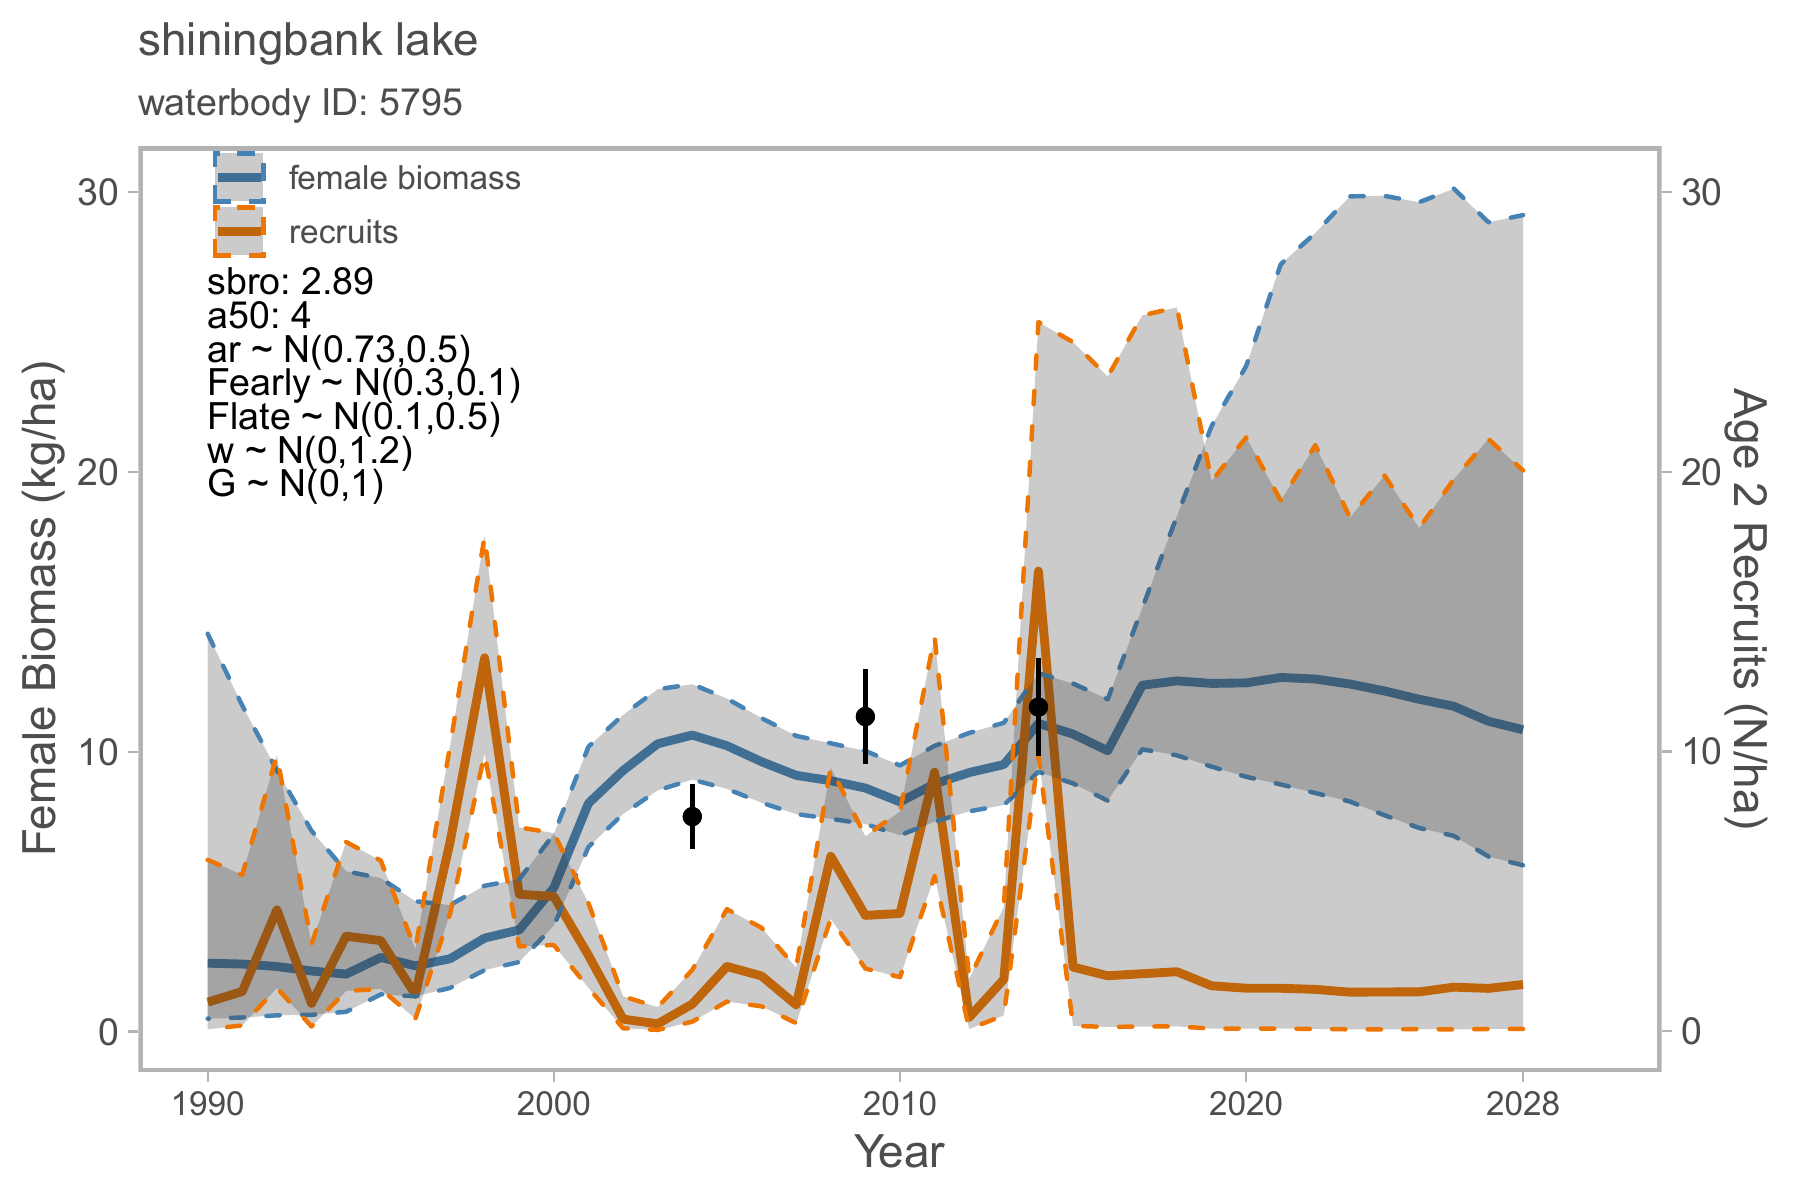 shiningbank lake
waterbody ID: 5795
female biomass
recruits
sbro: 2.89
a50: 4
ar ~ N(0.73,0.5)
Fearly ~ N(0.3,0.1)
Flate ~ N(0.1,0.5)
w ~ N(0,1.2)
G ~ N(0,1)
Female Biomass (kg/ha)
30
20
10
0
30
20
10
0
Age 2 Recruits (N/ha)
1990 2000 2010 2020 2028
Year